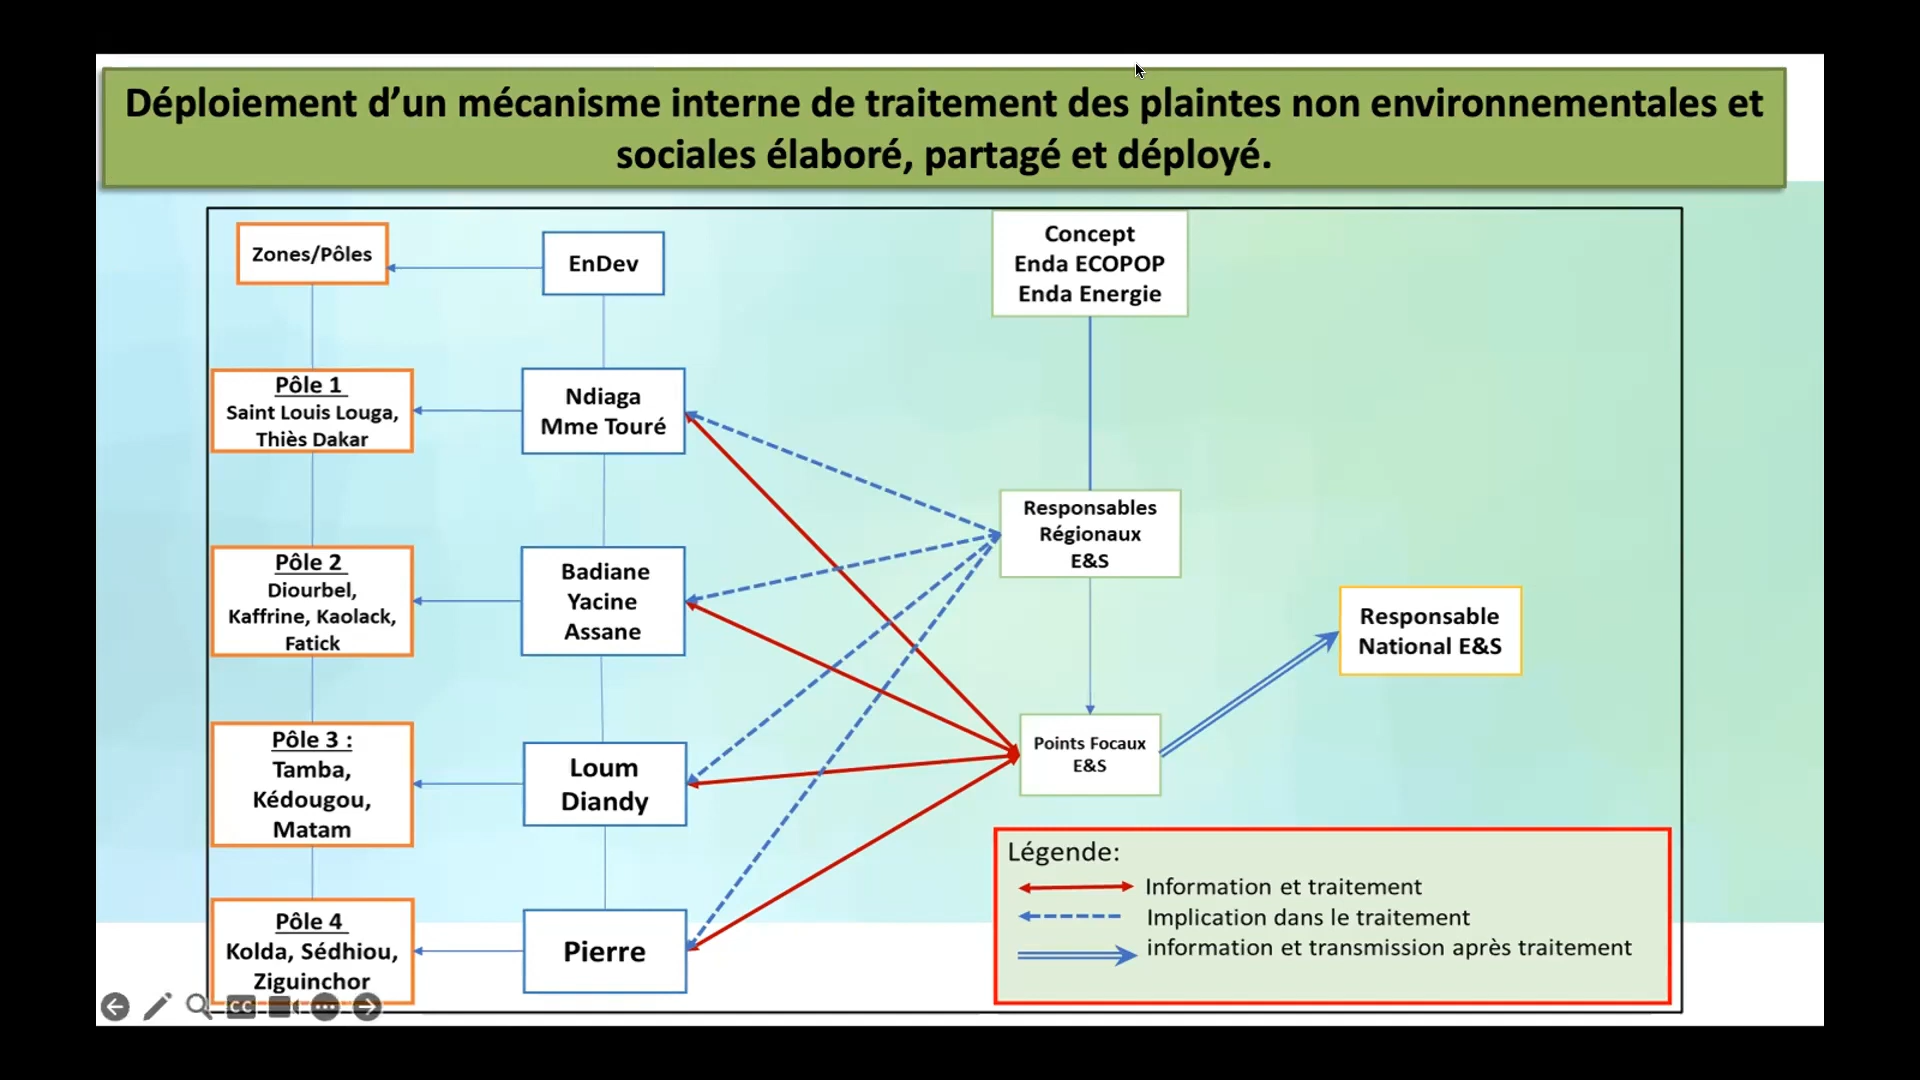 Déploiement d’un mécanisme interne de traitement des plaintes non environnementales et
sociales élaboré, partagé et déployé.
Zones/Pôles
EnDev
Concept
Enda ECOPOP
Enda Energie
Pôle 1
Saint Louis Louga,
Thiès Dakar
Ndiaga
Mme Touré
Responsables
Régionaux
E&S
Pôle 2
Diourbel,
Kaffrine, Kaolack,
Fatick
Badiane
Yacine
Assane
Responsable
National E&S
Pôle 3 :
Tamba,
Kédougou,
Matam
Loum
Diandy
Points Focaux
E&S
Pôle 4
Kolda, Sédhiou,
Ziguinchor
Pierre
Légende:
Information et traitement
Implication dans le traitement
information et transmission après traitement
CC